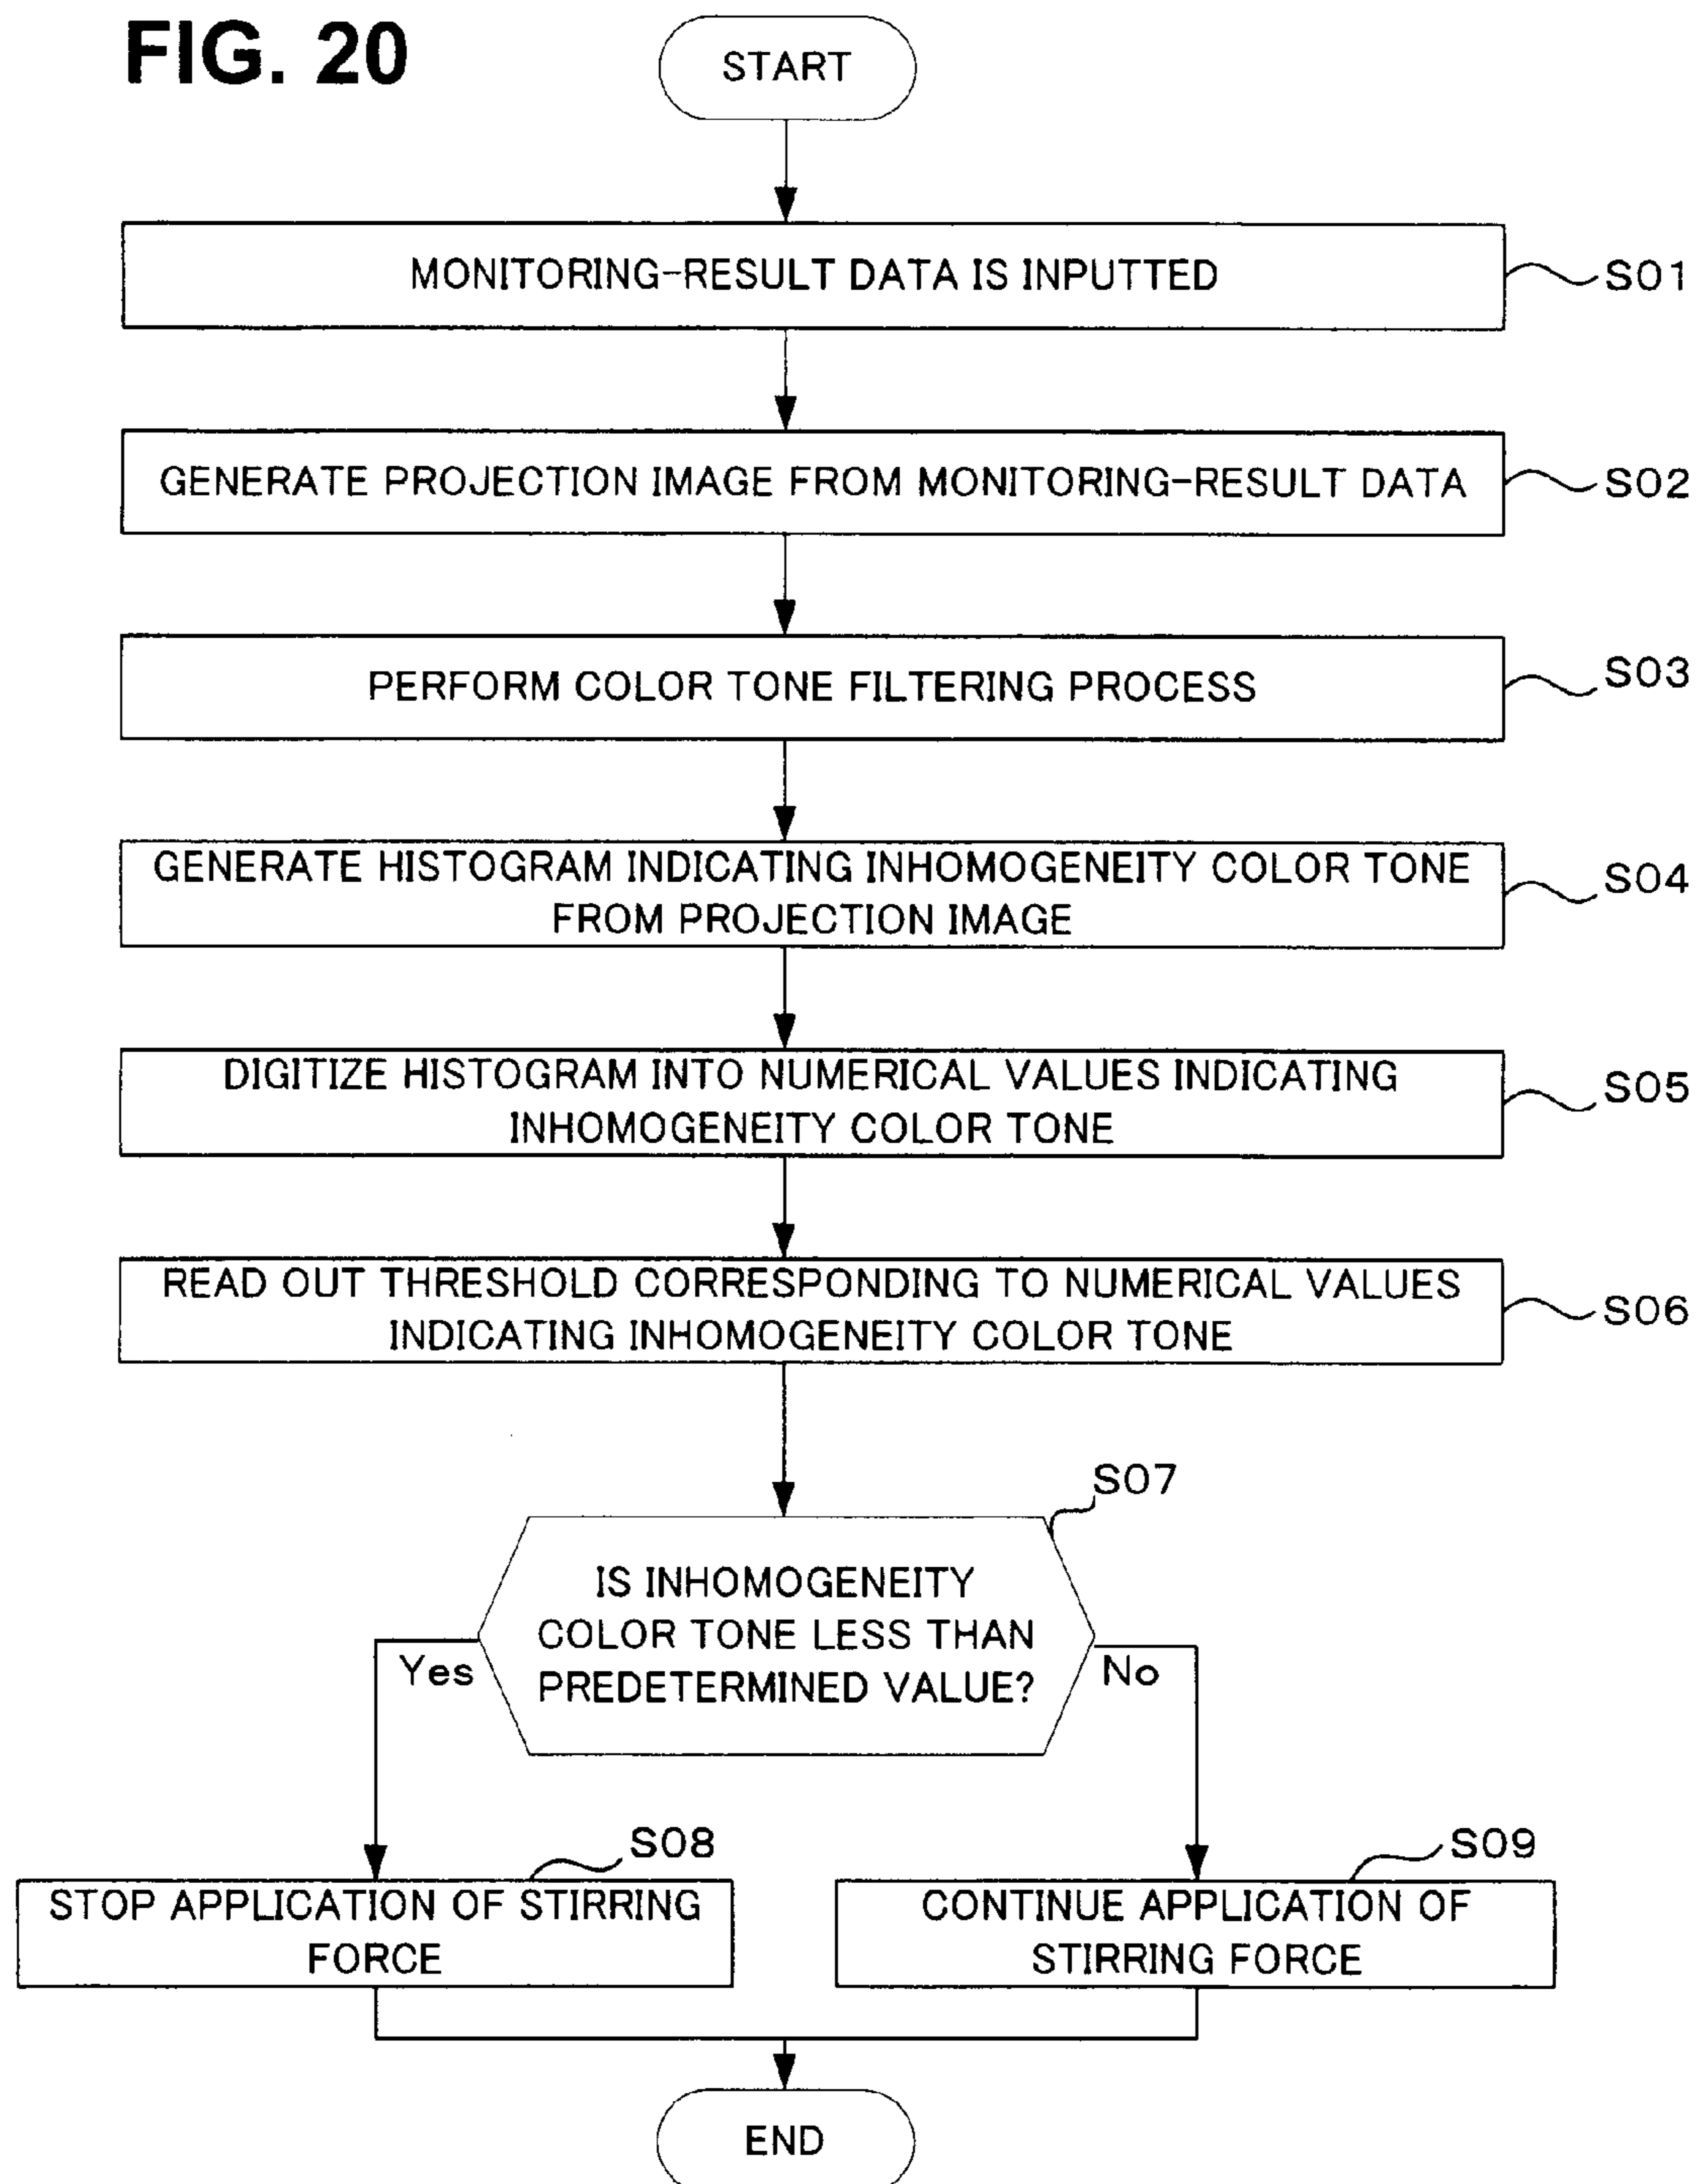 FIG. 20
START
MONITORING-RESULT DATA IS INPUTTED
S01
GENERATE PROJECTION IMAGE FROM MONITORING-RESULT DATA
S02
PERFORM COLOR TONE FILTERING PROCESS
S03
GENERATE HISTOGRAM INDICATING INHOMOGENEITY COLOR TONE
FROM PROJECTION IMAGE
S04
DIGITIZE HISTOGRAM INTO NUMERICAL VALUES INDICATING
INHOMOGENEITY COLOR TONE
S05
READ OUT THRESHOLD CORRESPONDING TO NUMERICAL VALUES
INDICATING INHOMOGENEITY COLOR TONE
S06
S07
IS INHOMOGENEITY
COLOR TONE LESS THAN
PREDETERMINED VALUE?
Yes
No
S08
STOP APPLICATION OF STIRRING
FORCE
S09
CONTINUE APPLICATION OF
STIRRING FORCE
END